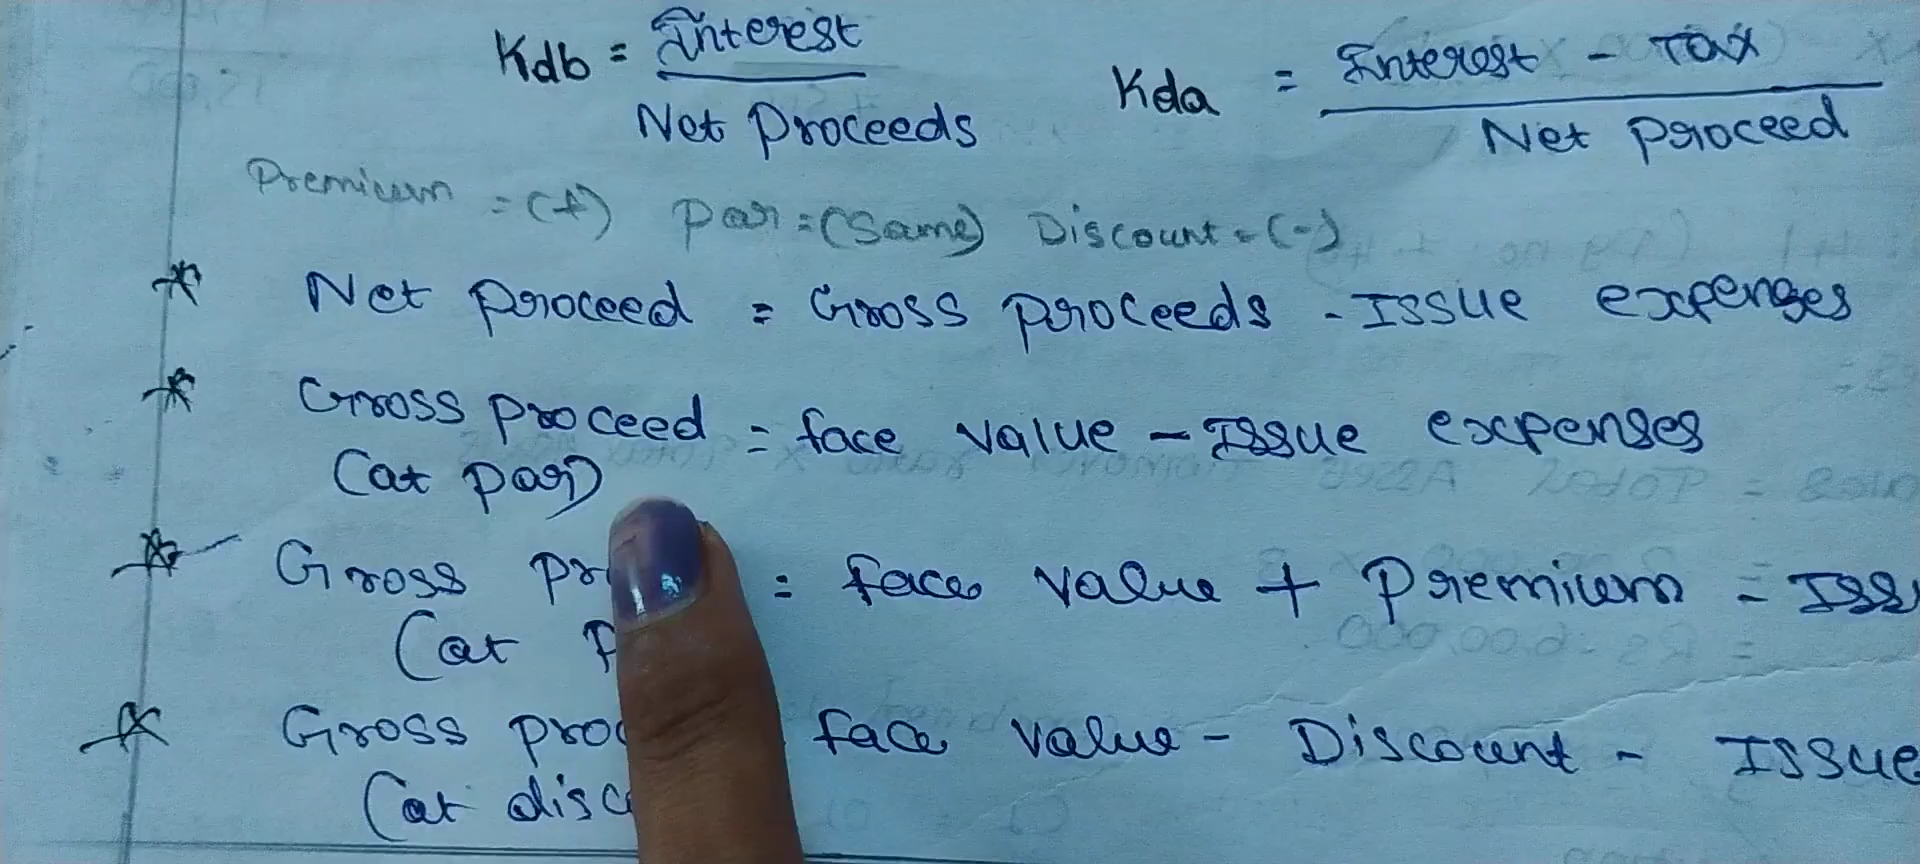 Kdb = Interest / Net Proceeds
Kda = Interest - Tax / Net proceed
Premium = (+) Par = (Same) Discount = (-)
* Net proceed = Gross proceeds - Issue expenses
* Gross proceed = face value - Issue expenses
(at par)
* Gross = face value + Premium =
(at
* Gross face value - Discount - Issue
(at